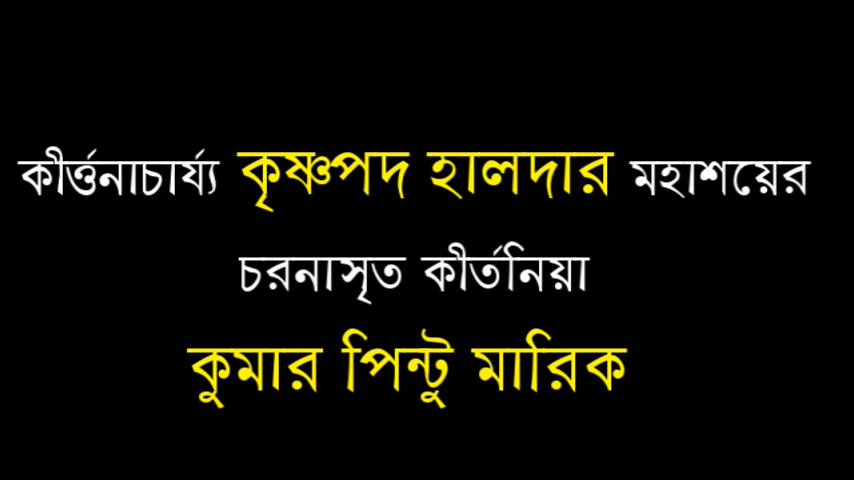 কীর্ত্তনাচার্য্য কৃষ্ণপদ হালদার মহাশয়ের
চরনাসৃত কীর্তনিয়া
কুমার পিন্টু মারিক